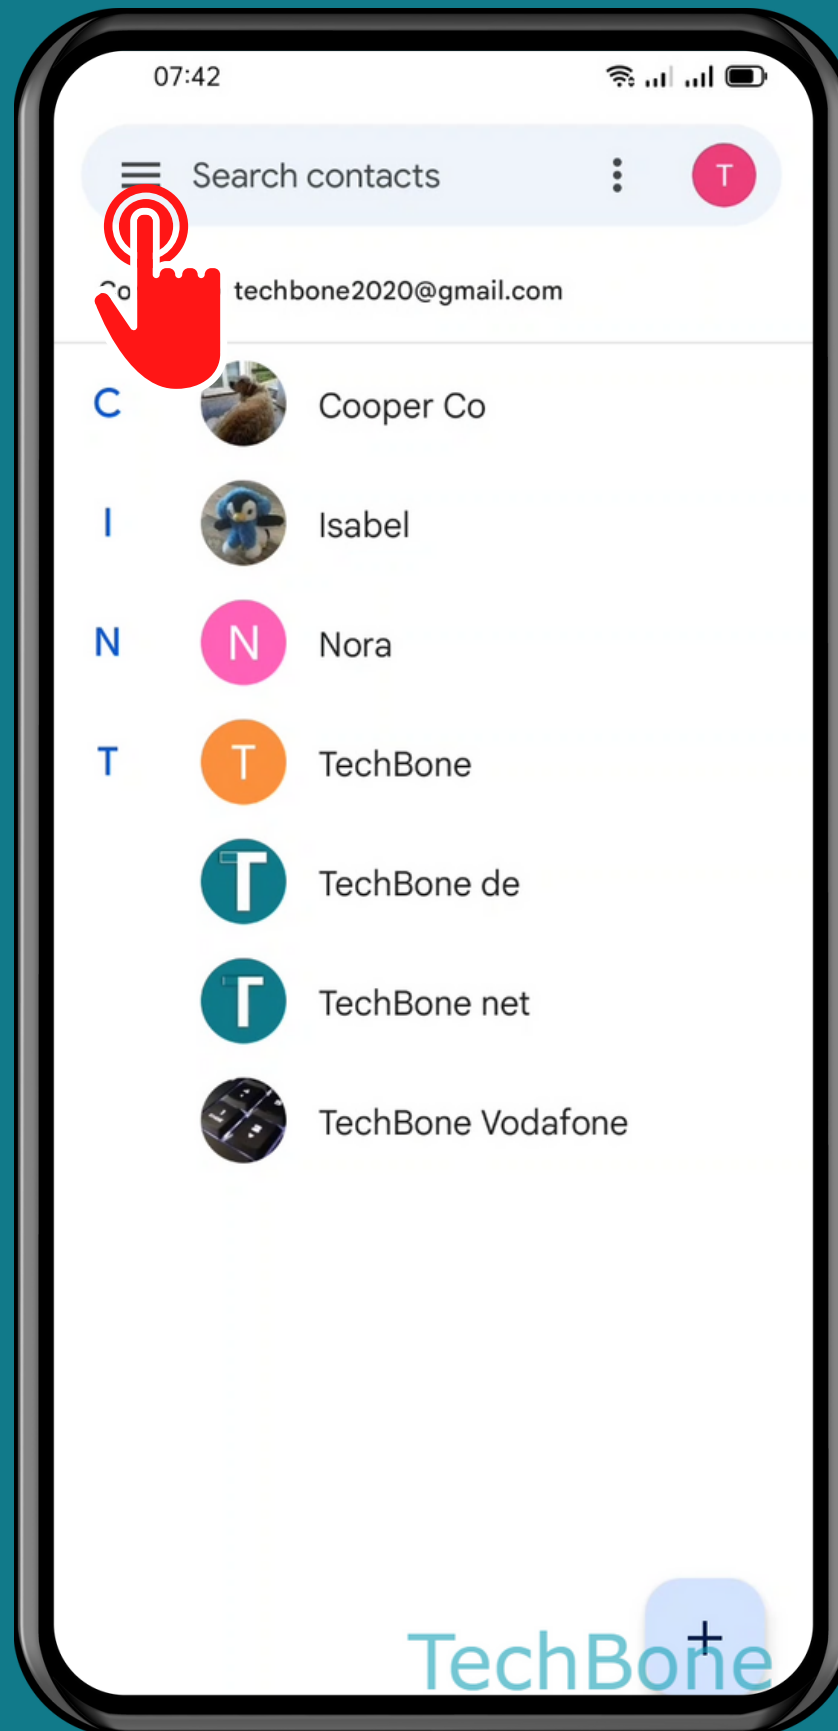 07:42
Search contacts
T
techbone2020@gmail.com
C
Cooper Co
I
Isabel
N
N
Nora
T
T
TechBone
T
TechBone de
T
TechBone net
TechBone Vodafone
+
TechBone